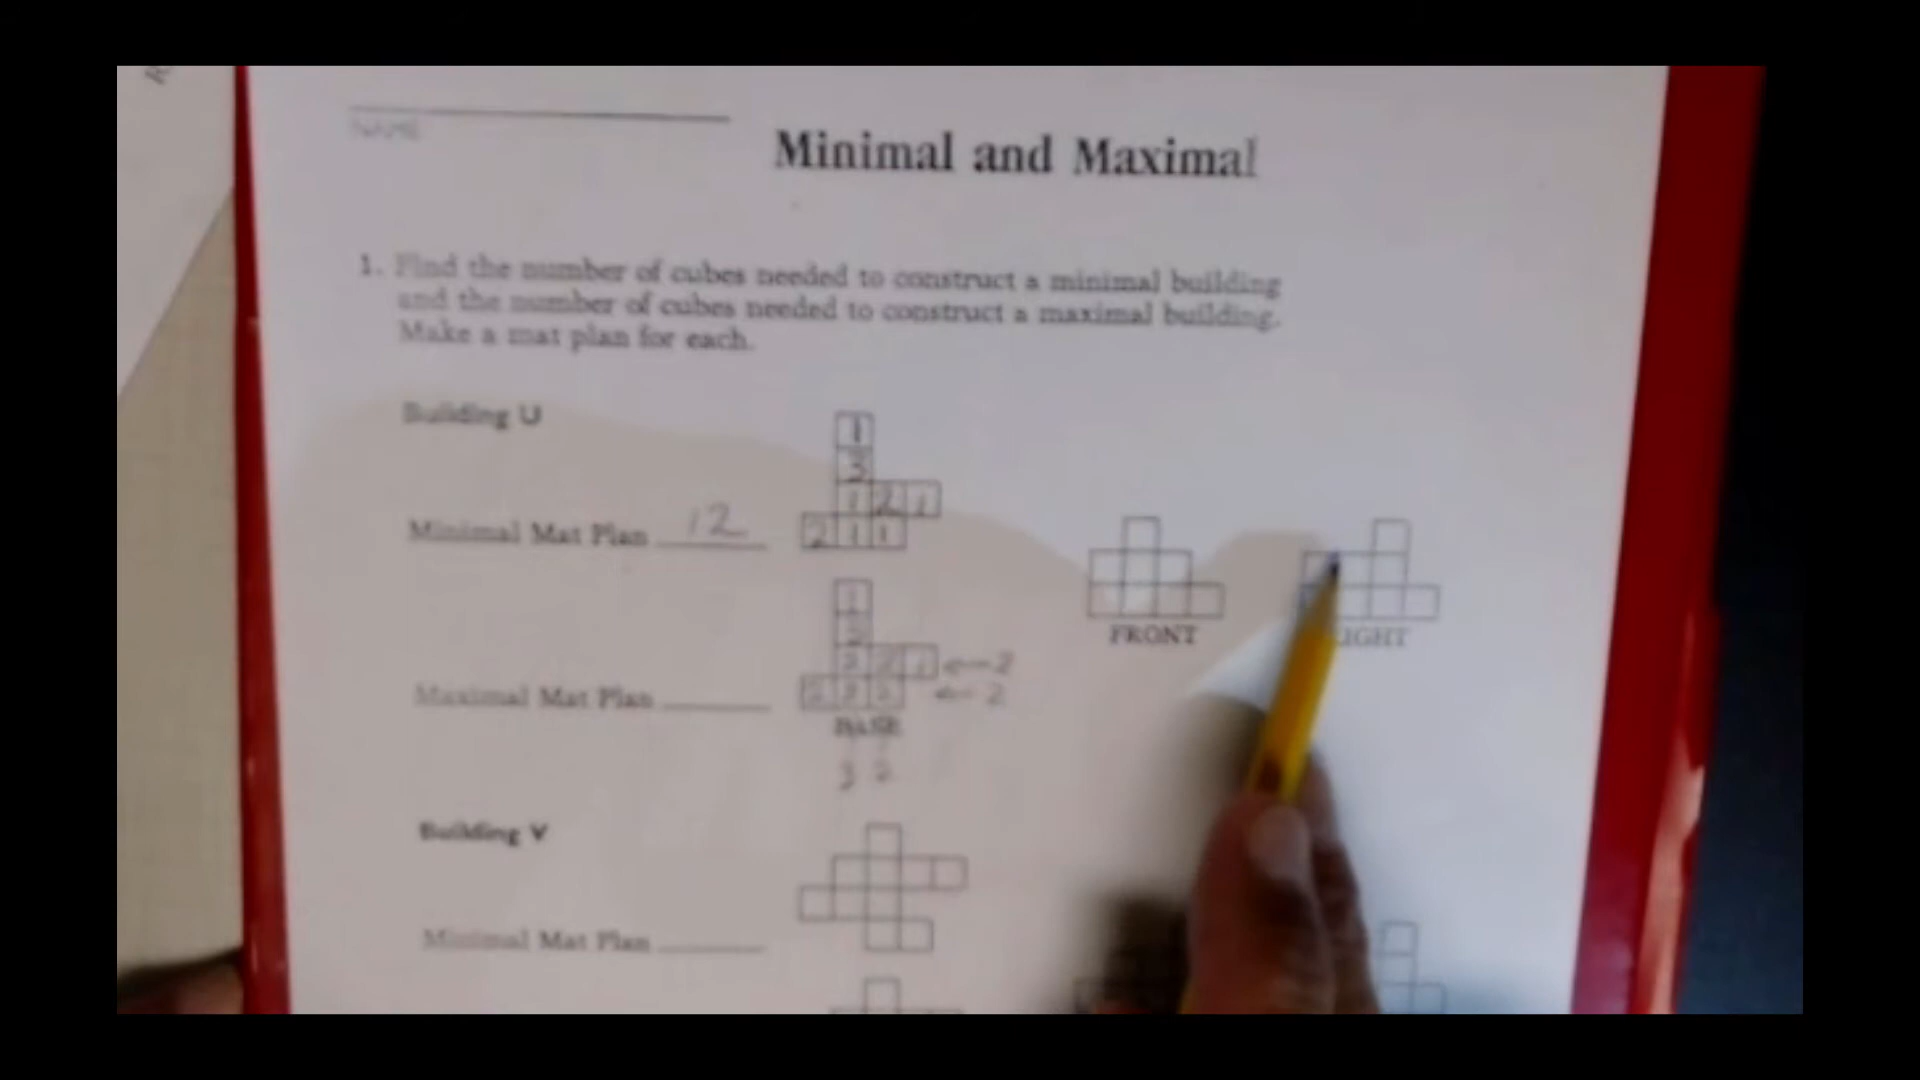 NAME
Minimal and Maximal
1. Find the number of cubes needed to construct a minimal building
and the number of cubes needed to construct a maximal building.
Make a mat plan for each.
Building U
1
3
1 2 1
Minimal Mat Plan 12
2 1 1
FRONT
1
3
2 2 1 ← 2
Maximal Mat Plan
2 2 2 ← 2
BASE
3 2
Building V
Minimal Mat Plan